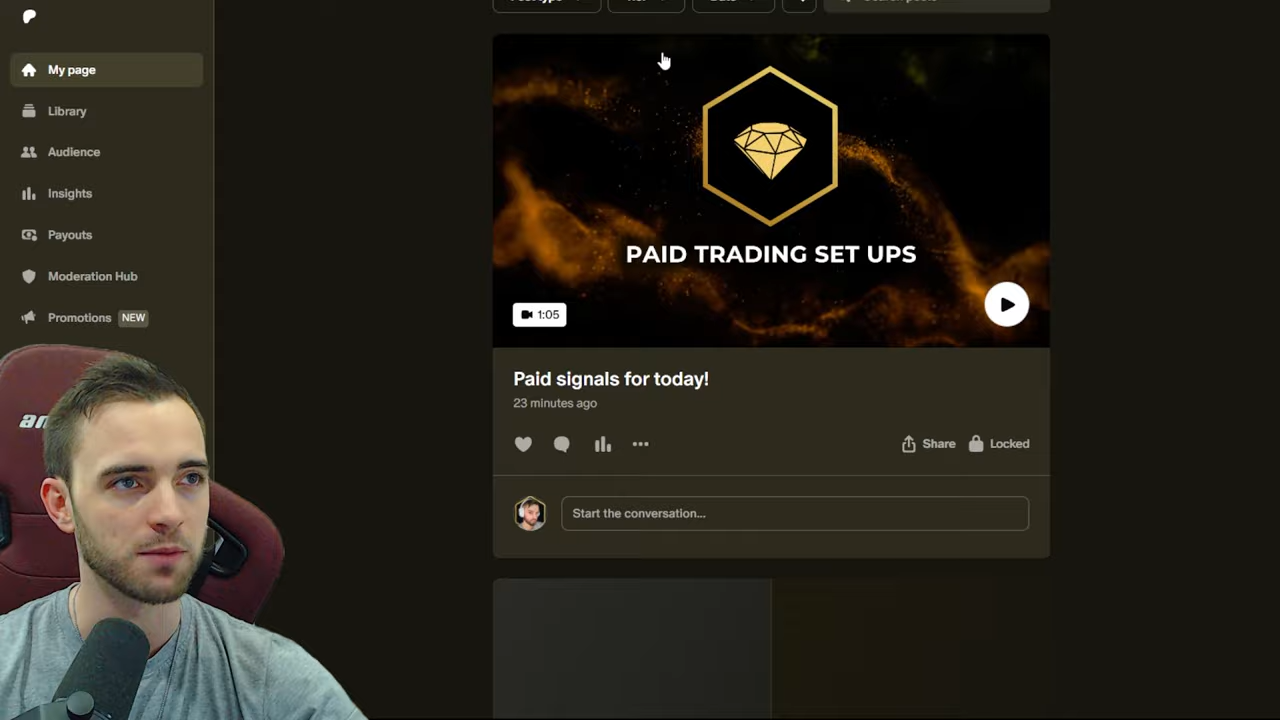 My page
Library
Audience
Insights
Payouts
Moderation Hub
Promotions NEW
PAID TRADING SET UPS
1:05
Paid signals for today!
23 minutes ago
Share
Locked
Start the conversation...